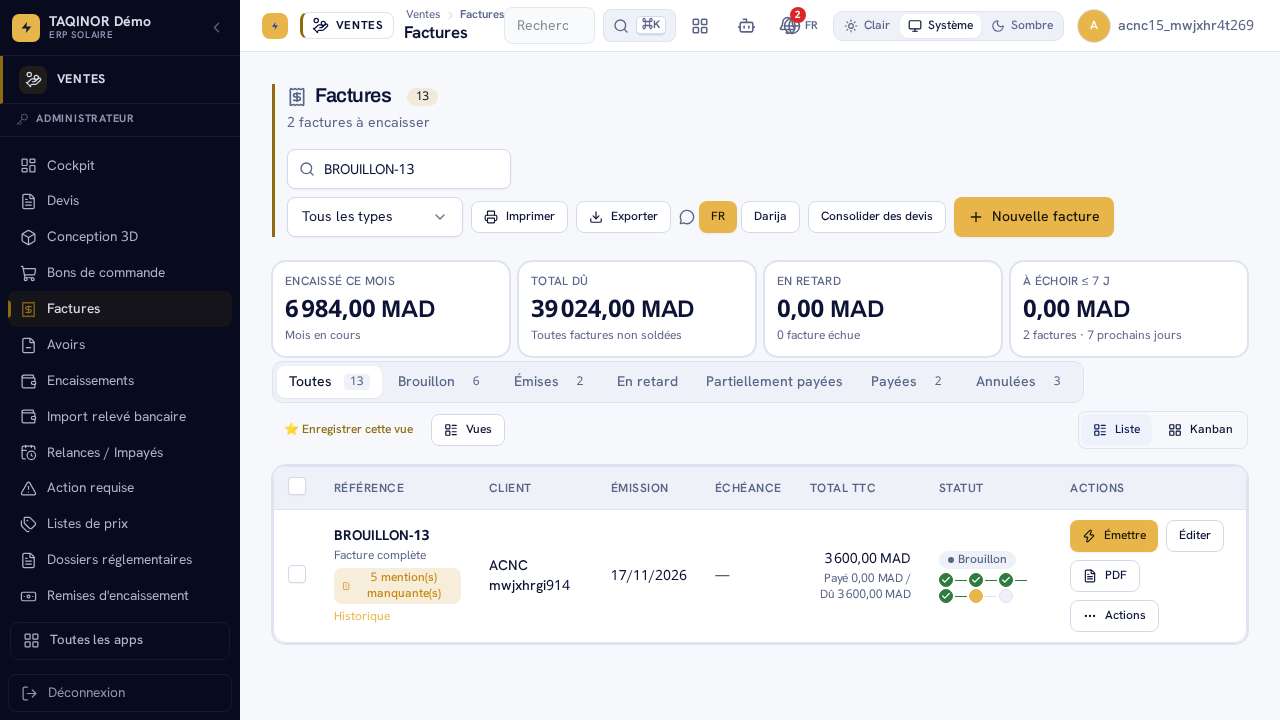 TAQINOR Démo
ERP SOLAIRE
VENTES
ADMINISTRATEUR
Cockpit
Devis
Conception 3D
Bons de commande
Factures
Avoirs
Encaissements
Import relevé bancaire
Relances / Impayés
Action requise
Listes de prix
Dossiers réglementaires
Remises d'encaissement
Toutes les apps
Déconnexion
VENTES
Ventes > Factures
Factures
Recherc
⌘K
2
FR
Clair
Système
Sombre
A
acnc15_mwjxhr4t269
Factures 13
2 factures à encaisser
BROUILLON-13
Tous les types
Imprimer
Exporter
FR
Darija
Consolider des devis
Nouvelle facture
ENCAISSÉ CE MOIS
6 984,00 MAD
Mois en cours
TOTAL DÛ
39 024,00 MAD
Toutes factures non soldées
EN RETARD
0,00 MAD
0 facture échue
À ÉCHOIR ≤ 7 J
0,00 MAD
2 factures · 7 prochains jours
Toutes 13
Brouillon 6
Émises 2
En retard
Partiellement payées
Payées 2
Annulées 3
⭐ Enregistrer cette vue
Vues
Liste
Kanban
RÉFÉRENCE CLIENT ÉMISSION ÉCHÉANCE TOTAL TTC STATUT ACTIONS
BROUILLON-13
Facture complète
5 mention(s)
manquante(s)
Historique
ACNC
mwjxhrgi914
17/11/2026
—
3 600,00 MAD
Payé 0,00 MAD /
Dû 3 600,00 MAD
Brouillon
Émettre
Éditer
PDF
Actions